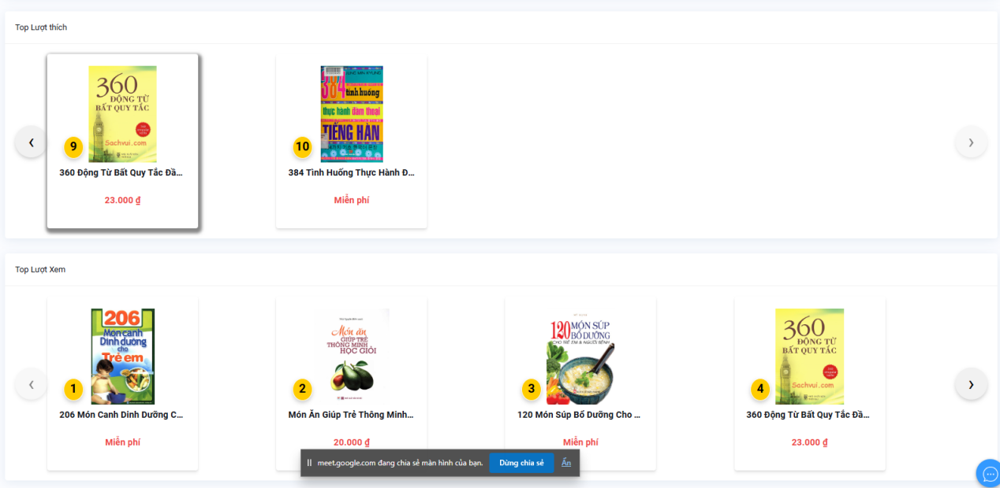 Top Lượt thích
360
ĐỘNG TỪ
BẤT QUY TẮC
Sachvui.com
9
360 Động Từ Bất Quy Tắc Đầ...
23.000 ₫
384
tình huống
thực hành đàm thoại
TIẾNG HÀN
10
384 Tình Huống Thực Hành Đ...
Miễn phí
Top Lượt Xem
206
Món canh
Dinh dưỡng
cho
Trẻ em
1
206 Món Canh Dinh Dưỡng C...
Miễn phí
Món ăn
GIÚP TRẺ
THÔNG MINH
HỌC GIỎI
2
Món Ăn Giúp Trẻ Thông Minh...
20.000 ₫
120 MÓN SÚP
BỔ DƯỠNG
CHO TRẺ EM & NGƯỜI BỆNH
3
120 Món Súp Bổ Dưỡng Cho ...
Miễn phí
360
ĐỘNG TỪ
BẤT QUY TẮC
Sachvui.com
4
360 Động Từ Bất Quy Tắc Đầ...
23.000 ₫
meet.google.com đang chia sẻ màn hình của bạn.
Dừng chia sẻ
Ẩn